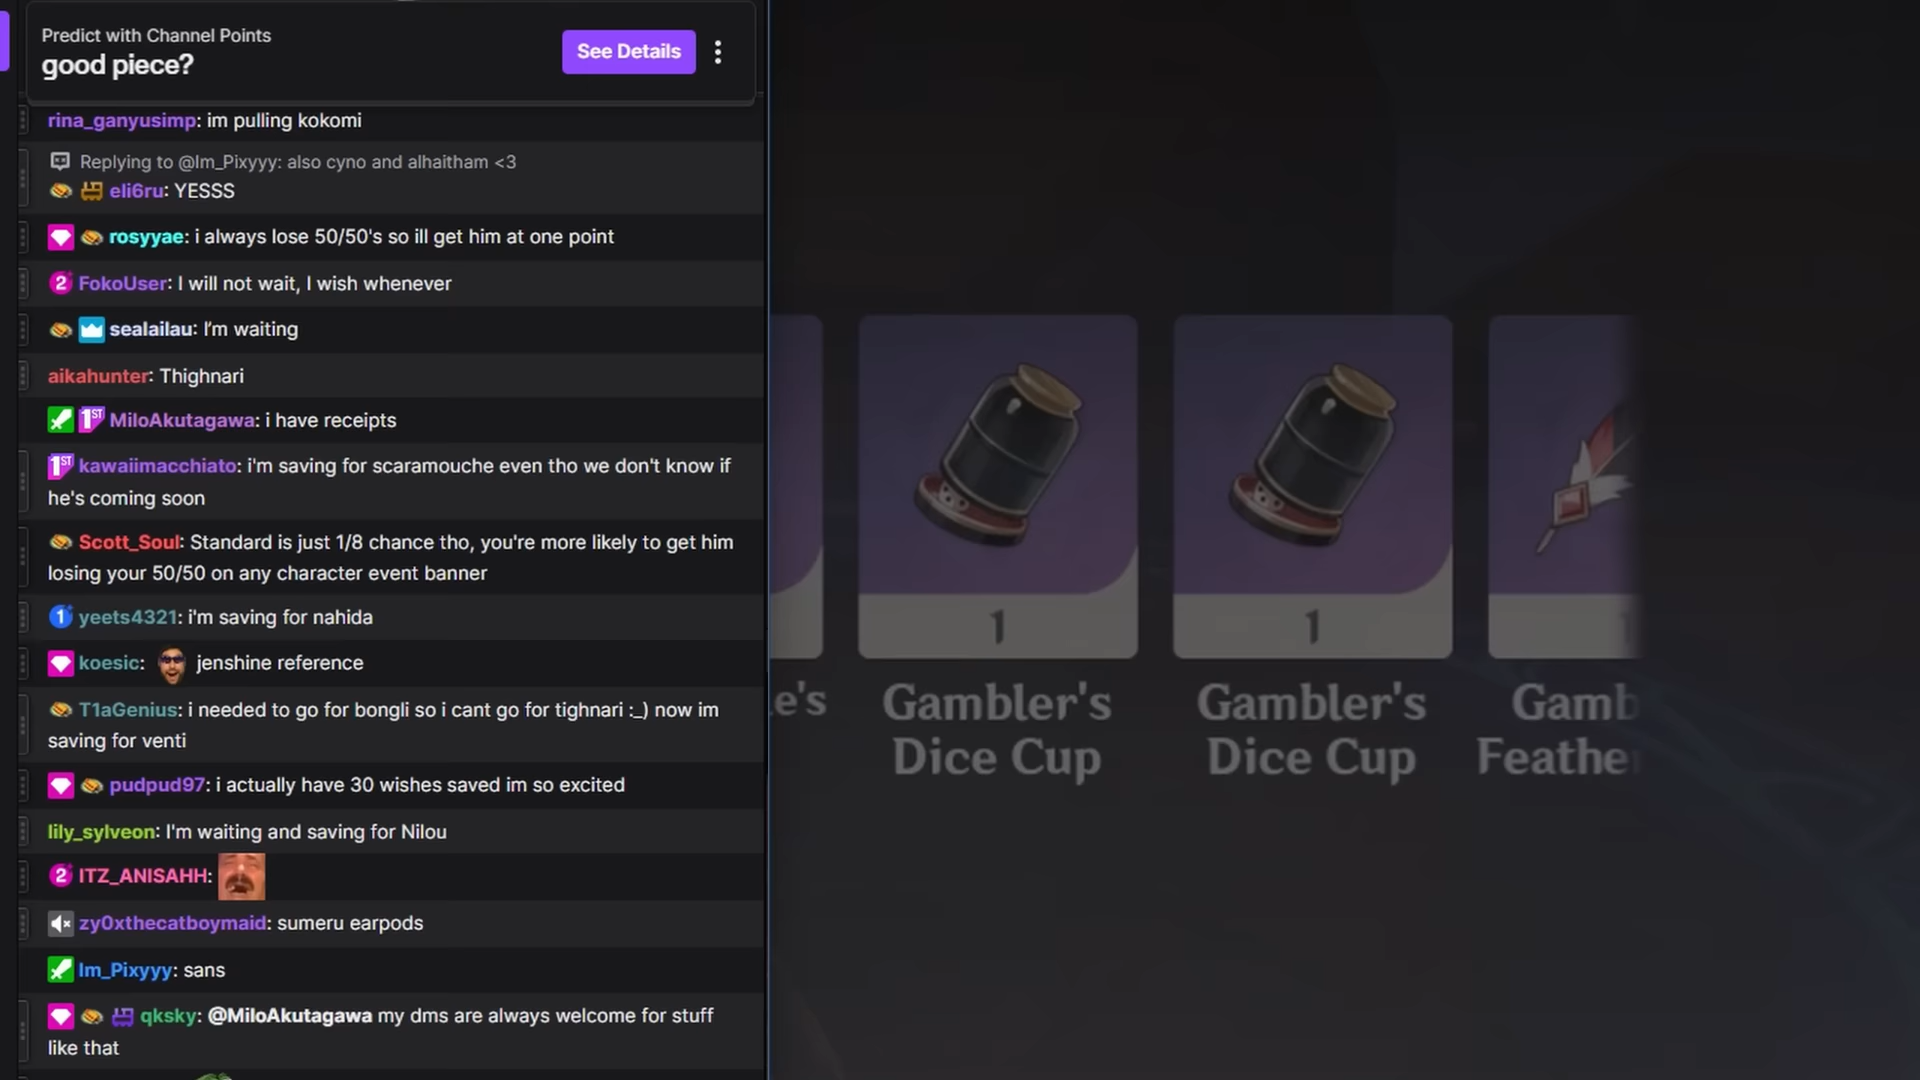 Predict with Channel Points
good piece?
See Details
rina_ganyusimp: im pulling kokomi
Replying to @Im_Pixyyy: also cyno and alhaitham <3
eli6ru: YESSS
rosyyae: i always lose 50/50's so ill get him at one point
2 FokoUser: I will not wait, I wish whenever
sealailau: I'm waiting
aikahunter: Thighnari
1ST MiloAkutagawa: i have receipts
1ST kawaiimacchiato: i'm saving for scaramouche even tho we don't know if
he's coming soon
Scott_Soul: Standard is just 1/8 chance tho, you're more likely to get him
losing your 50/50 on any character event banner
1 yeets4321: i'm saving for nahida
koesic: jenshine reference
T1aGenius: i needed to go for bongli so i cant go for tighnari :_) now im
saving for venti
pudpud97: i actually have 30 wishes saved im so excited
lily_sylveon: I'm waiting and saving for Nilou
2 ITZ_ANISAHH:
zy0xthecatboymaid: sumeru earpods
Im_Pixyyy: sans
qksky: @MiloAkutagawa my dms are always welcome for stuff
like that
1
1
e's
Gambler's
Dice Cup
Gambler's
Dice Cup
Gamb
Feathe